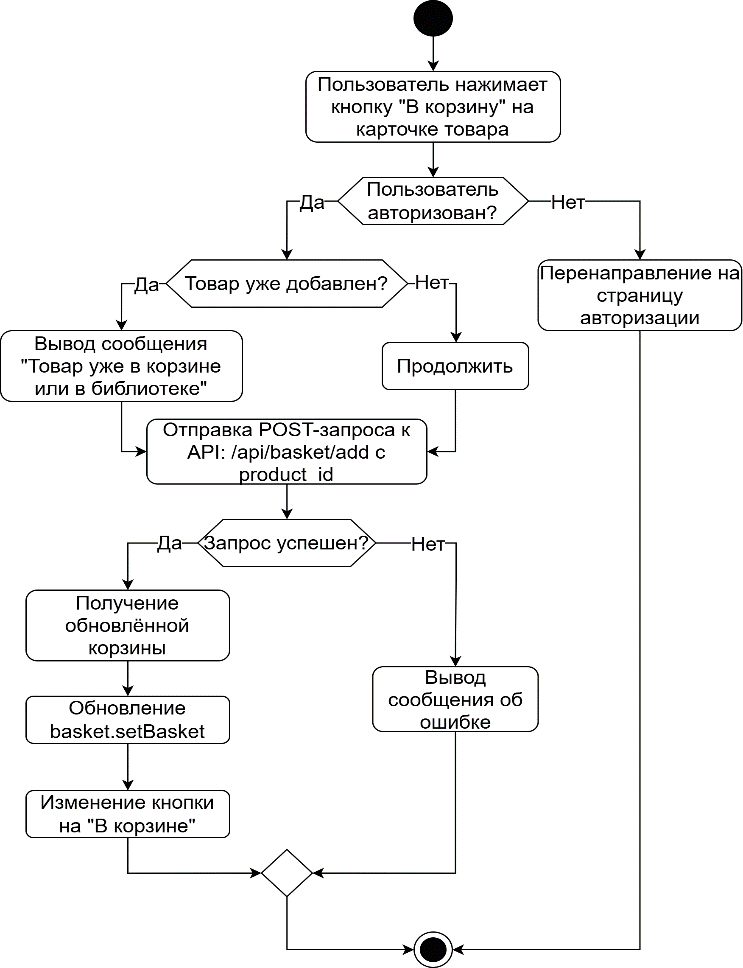 Пользователь нажимает
кнопку "В корзину" на
карточке товара
Пользователь
авторизован?
Да
Нет
Товар уже добавлен?
Да
Нет
Перенаправление на
страницу
авторизации
Вывод сообщения
"Товар уже в корзине
или в библиотеке"
Продолжить
Отправка POST-запроса к
API: /api/basket/add с
product_id
Запрос успешен?
Да
Нет
Получение
обновлённой
корзины
Вывод
сообщения об
ошибке
Обновление
basket.setBasket
Изменение кнопки
на "В корзине"